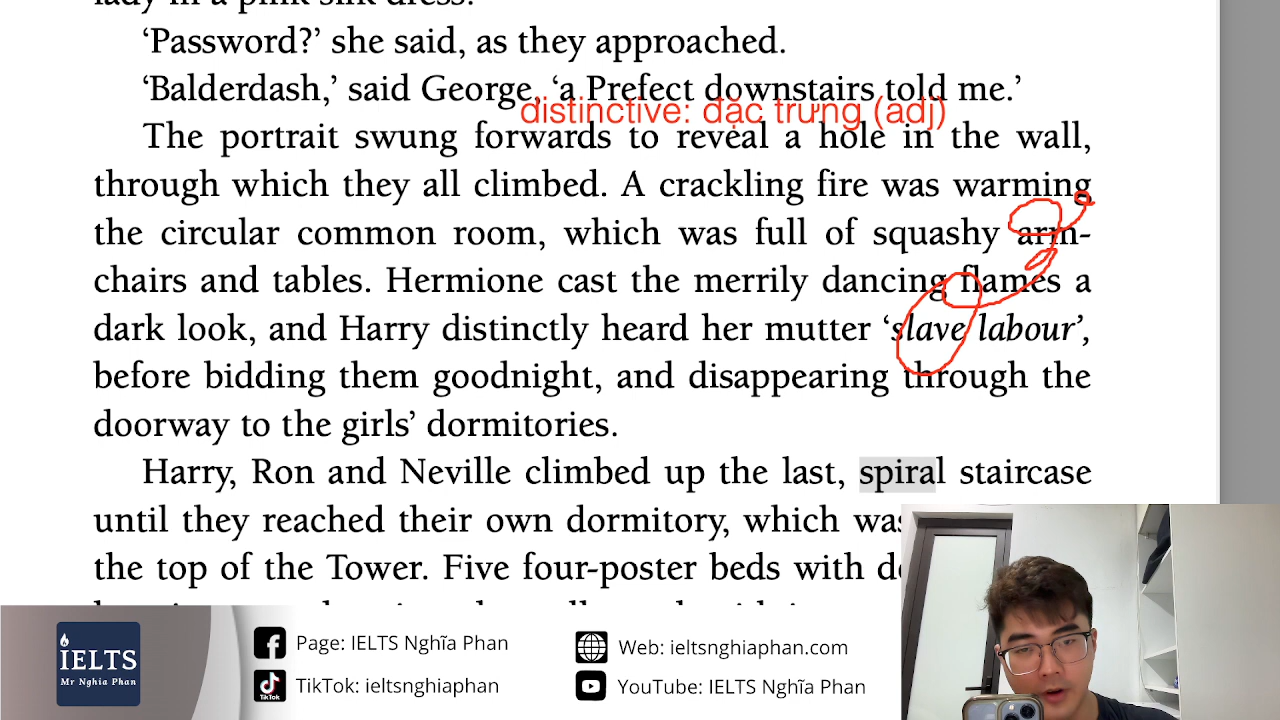 ‘Password?’ she said, as they approached.
‘Balderdash,’ said George, ‘a Prefect downstairs told me.’
distinctive: đặc trưng (adj)
The portrait swung forwards to reveal a hole in the wall,
through which they all climbed. A crackling fire was warming
the circular common room, which was full of squashy arm-
chairs and tables. Hermione cast the merrily dancing flames a
dark look, and Harry distinctly heard her mutter ‘slave labour’,
before bidding them goodnight, and disappearing through the
doorway to the girls’ dormitories.
Harry, Ron and Neville climbed up the last, spiral staircase
until they reached their own dormitory, which was
the top of the Tower. Five four-poster beds with
IELTS
Mr Nghia Phan
Page: IELTS Nghĩa Phan
TikTok
TikTok: ieltsnghiaphan
Web: ieltsnghiaphan.com
YouTube: IELTS Nghĩa Phan